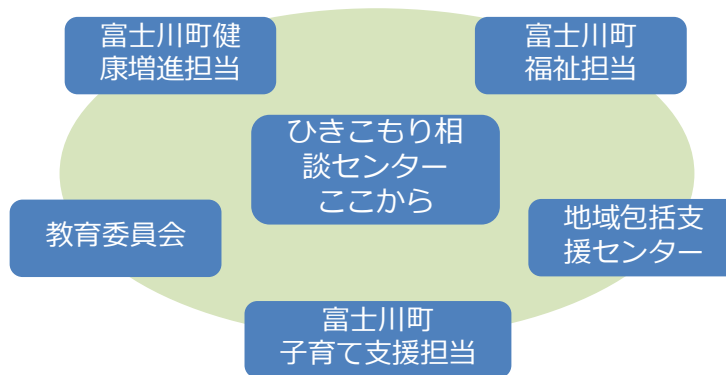 富士川町健
康増進担当
富士川町
福祉担当
ひきこもり相
談センター
ここから
教育委員会
地域包括支
援センター
富士川町
子育て支援担当